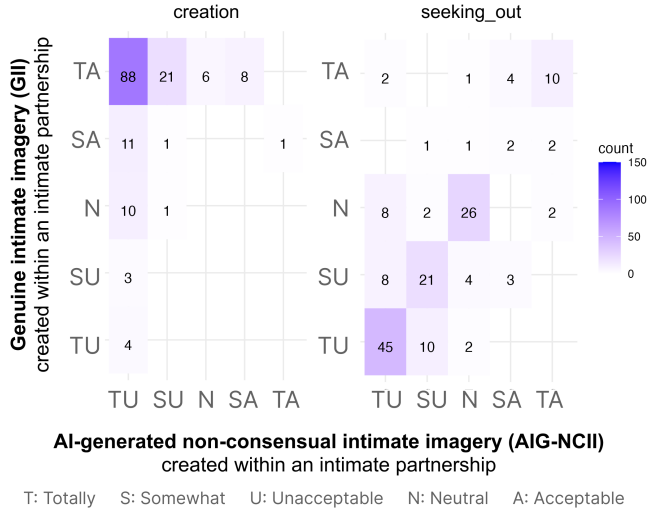 creation
seeking_out
Genuine intimate imagery (GII)
created within an intimate partnership
TA 88 21 6 8
SA 11 1 1
N 10 1
SU 3
TU 4
TU SU N SA TA
TA 2 1 4 10
SA 1 1 2 2
N 8 2 26 2
SU 8 21 4 3
TU 45 10 2
TU SU N SA TA
count
150
100
50
0
AI-generated non-consensual intimate imagery (AIG-NCII)
created within an intimate partnership
T: Totally S: Somewhat U: Unacceptable N: Neutral A: Acceptable